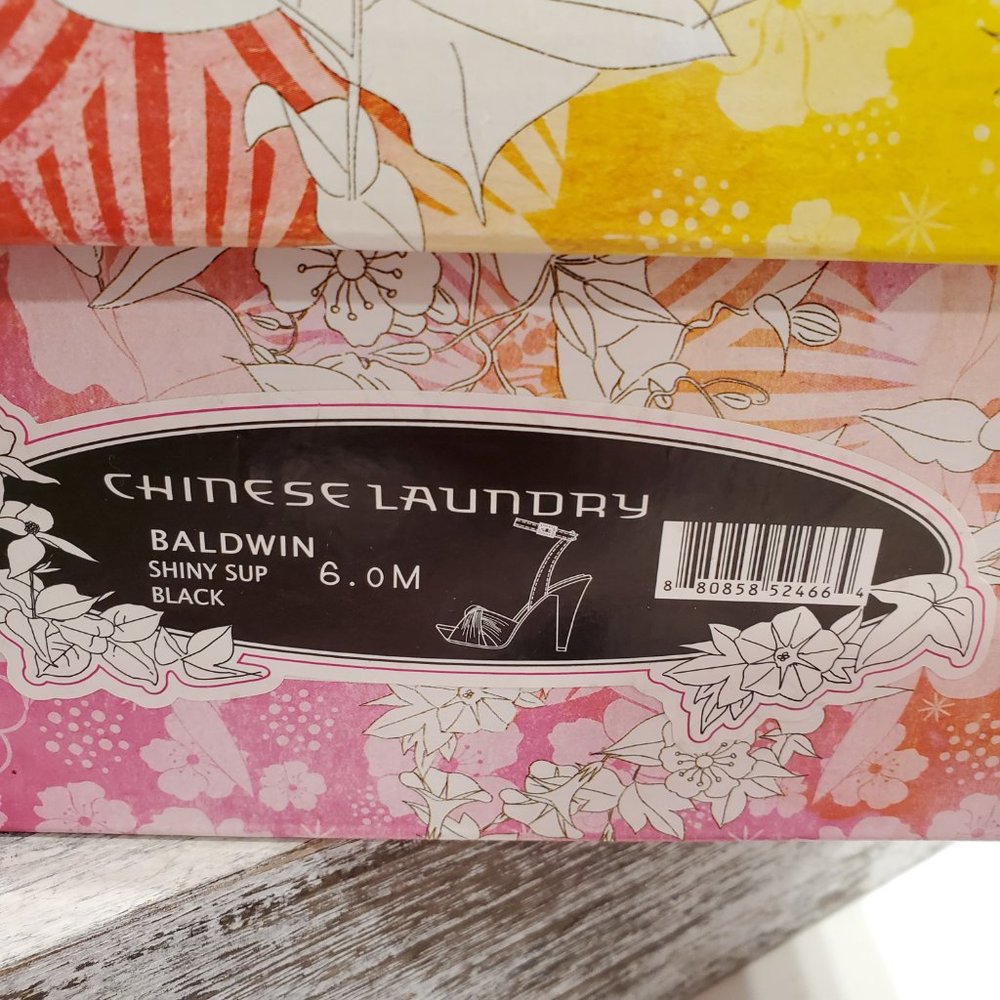 CHINESE LAUNDRY
BALDWIN
SHINY SUP 6.0M
BLACK
8 80858 52466 4